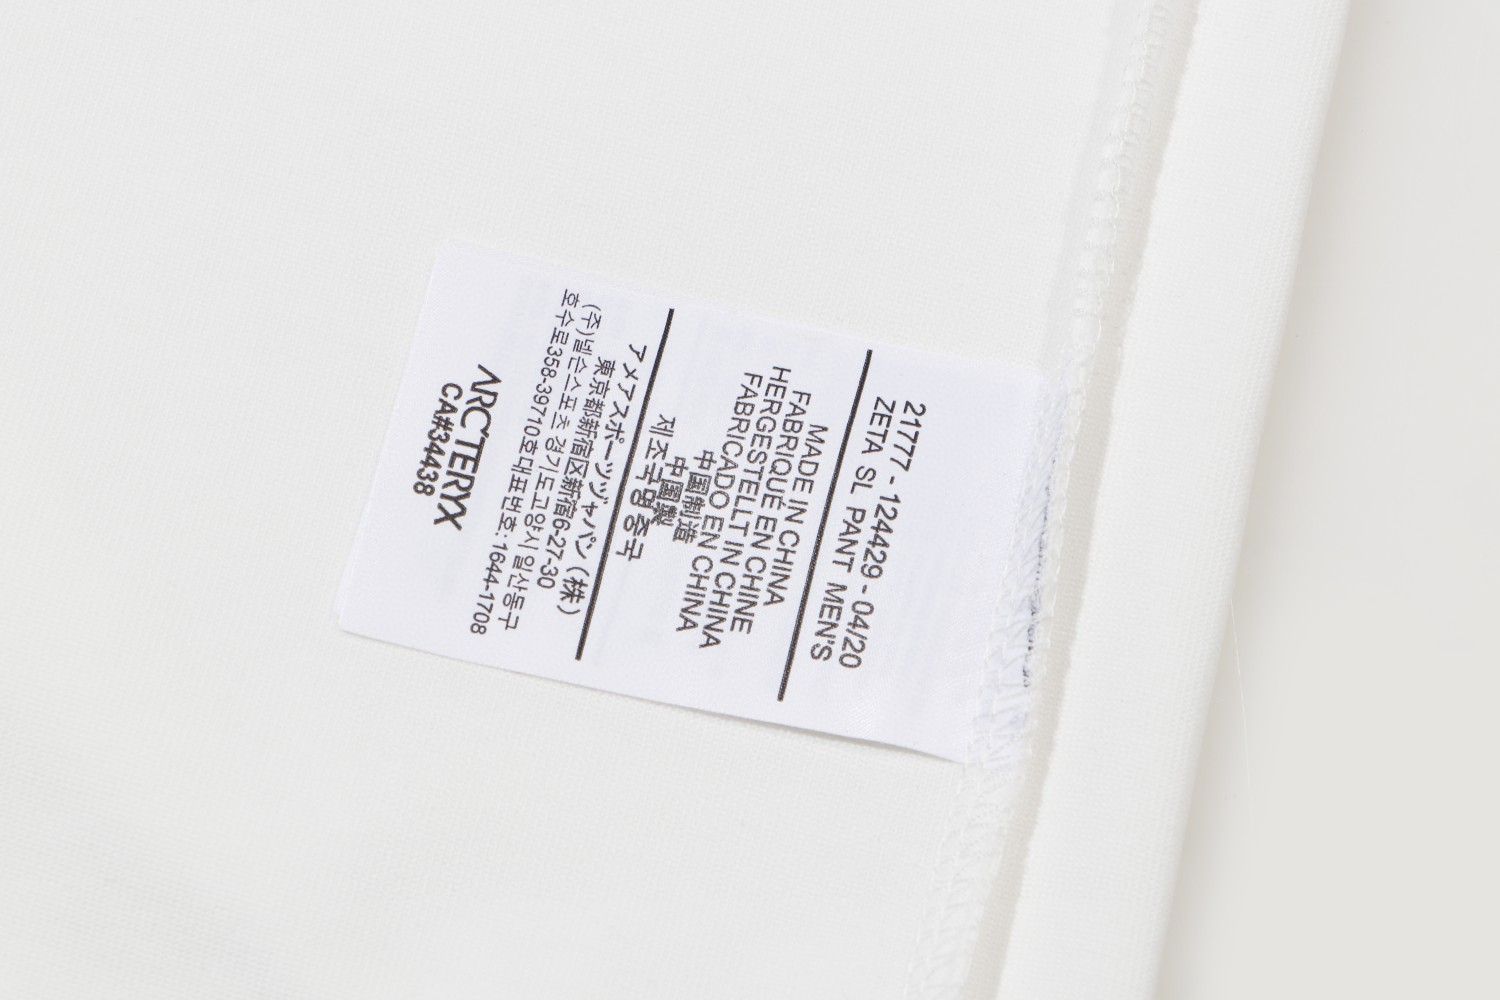 21777 - 124429 - 04/20
ZETA SL PANT MEN'S
MADE IN CHINA
FABRIQUÉ EN CHINE
HERGESTELLT IN CHINA
FABRICADO EN CHINA
中国制造
中国製
제조국명 중국
アメアスポーツジャパン (株)
東京都新宿区新宿6-27-30
(주)넬슨스포츠 경기도고양시일산동구
호수로358-39710호대표번호: 1644-1708
ARC'TERYX
CA#34438